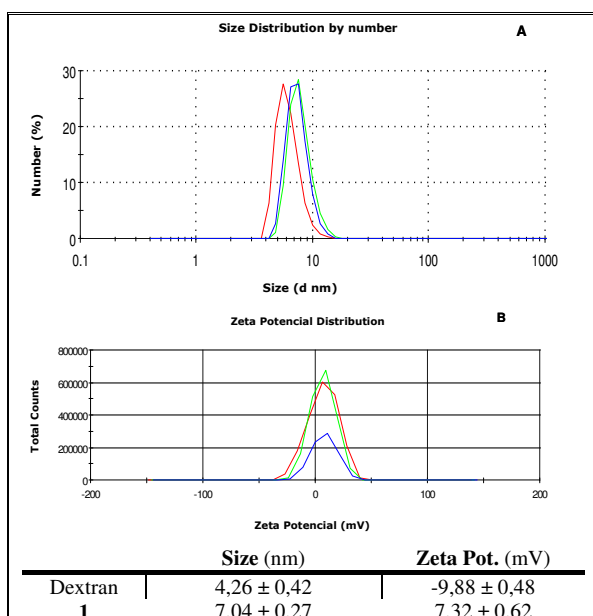 Size Distribution by number
A
30
20
10
0
Number (%)
0.1 1 10 100 1000
Size (d nm)
Zeta Potencial Distribution
B
800000
600000
400000
200000
0
Total Counts
-200 -100 0 100 200
Zeta Potencial (mV)
Size (nm) Zeta Pot. (mV)
Dextran 4,26 ± 0,42 -9,88 ± 0,48
1 7,04 ± 0,27 7,32 ± 0,62